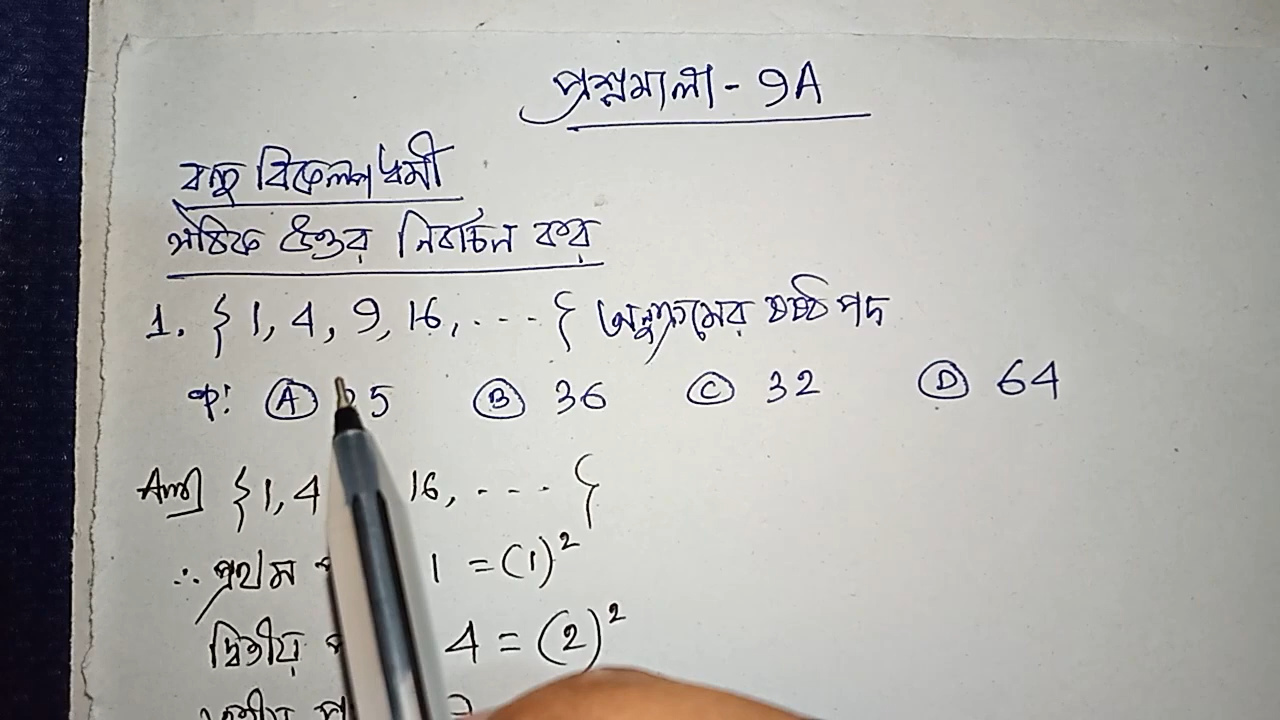 প্রশ্নমালা - 9A
বহু বিকল্প ধর্মী
সঠিক উত্তর নির্বাচন কর
1. { 1, 4, 9, 16, . . . { অনুক্রমের ষষ্ঠ পদ
ক: Ⓐ 25 Ⓑ 36 Ⓒ 32 Ⓓ 64
Ans] { 1, 4 16, . . . {
∴ প্রথম 1 = (1)²
দ্বিতীয় 4 = (2)²